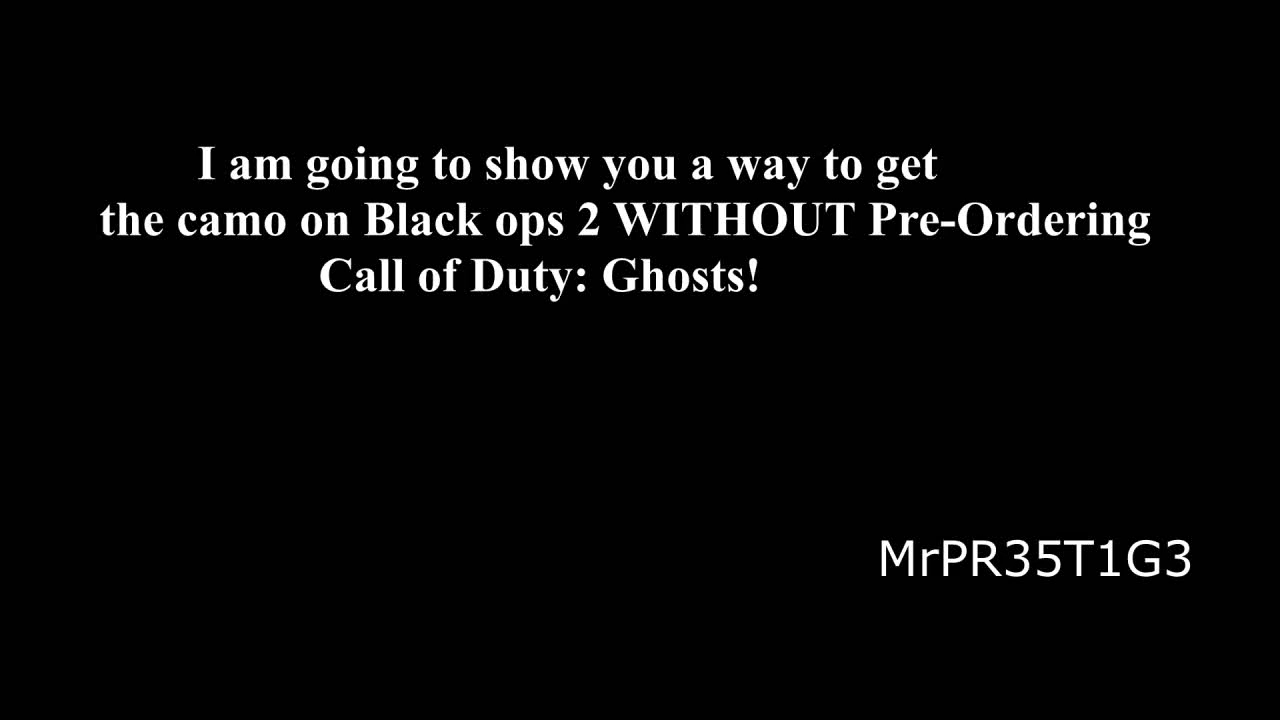 I am going to show you a way to get
the camo on Black ops 2 WITHOUT Pre-Ordering
Call of Duty: Ghosts!
MrPR35T1G3